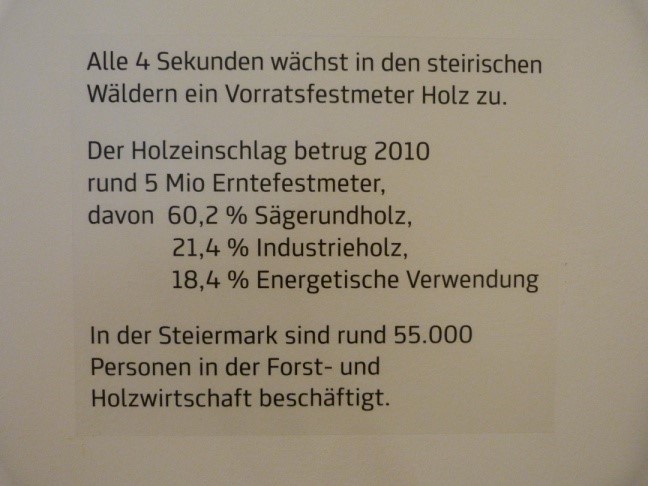 Alle 4 Sekunden wächst in den steirischen
Wäldern ein Vorratsfestmeter Holz zu.
Der Holzeinschlag betrug 2010
rund 5 Mio Erntefestmeter,
davon 60,2 % Sägerundholz,
21,4 % Industrieholz,
18,4 % Energetische Verwendung
In der Steiermark sind rund 55.000
Personen in der Forst- und
Holzwirtschaft beschäftigt.